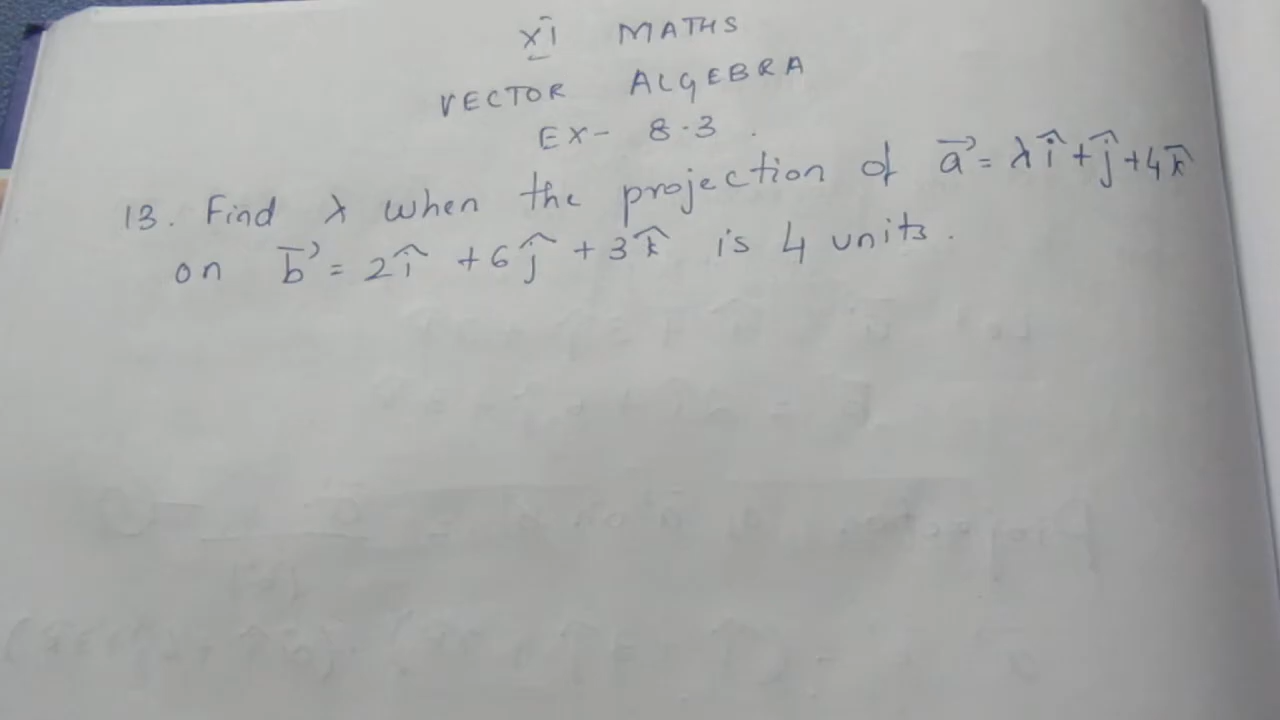 XI MATHS
VECTOR ALGEBRA
EX- 8.3.
13. Find λ when the projection of a⃗ = λî + ĵ + 4k̂
on b⃗ = 2î + 6ĵ + 3k̂ is 4 units.